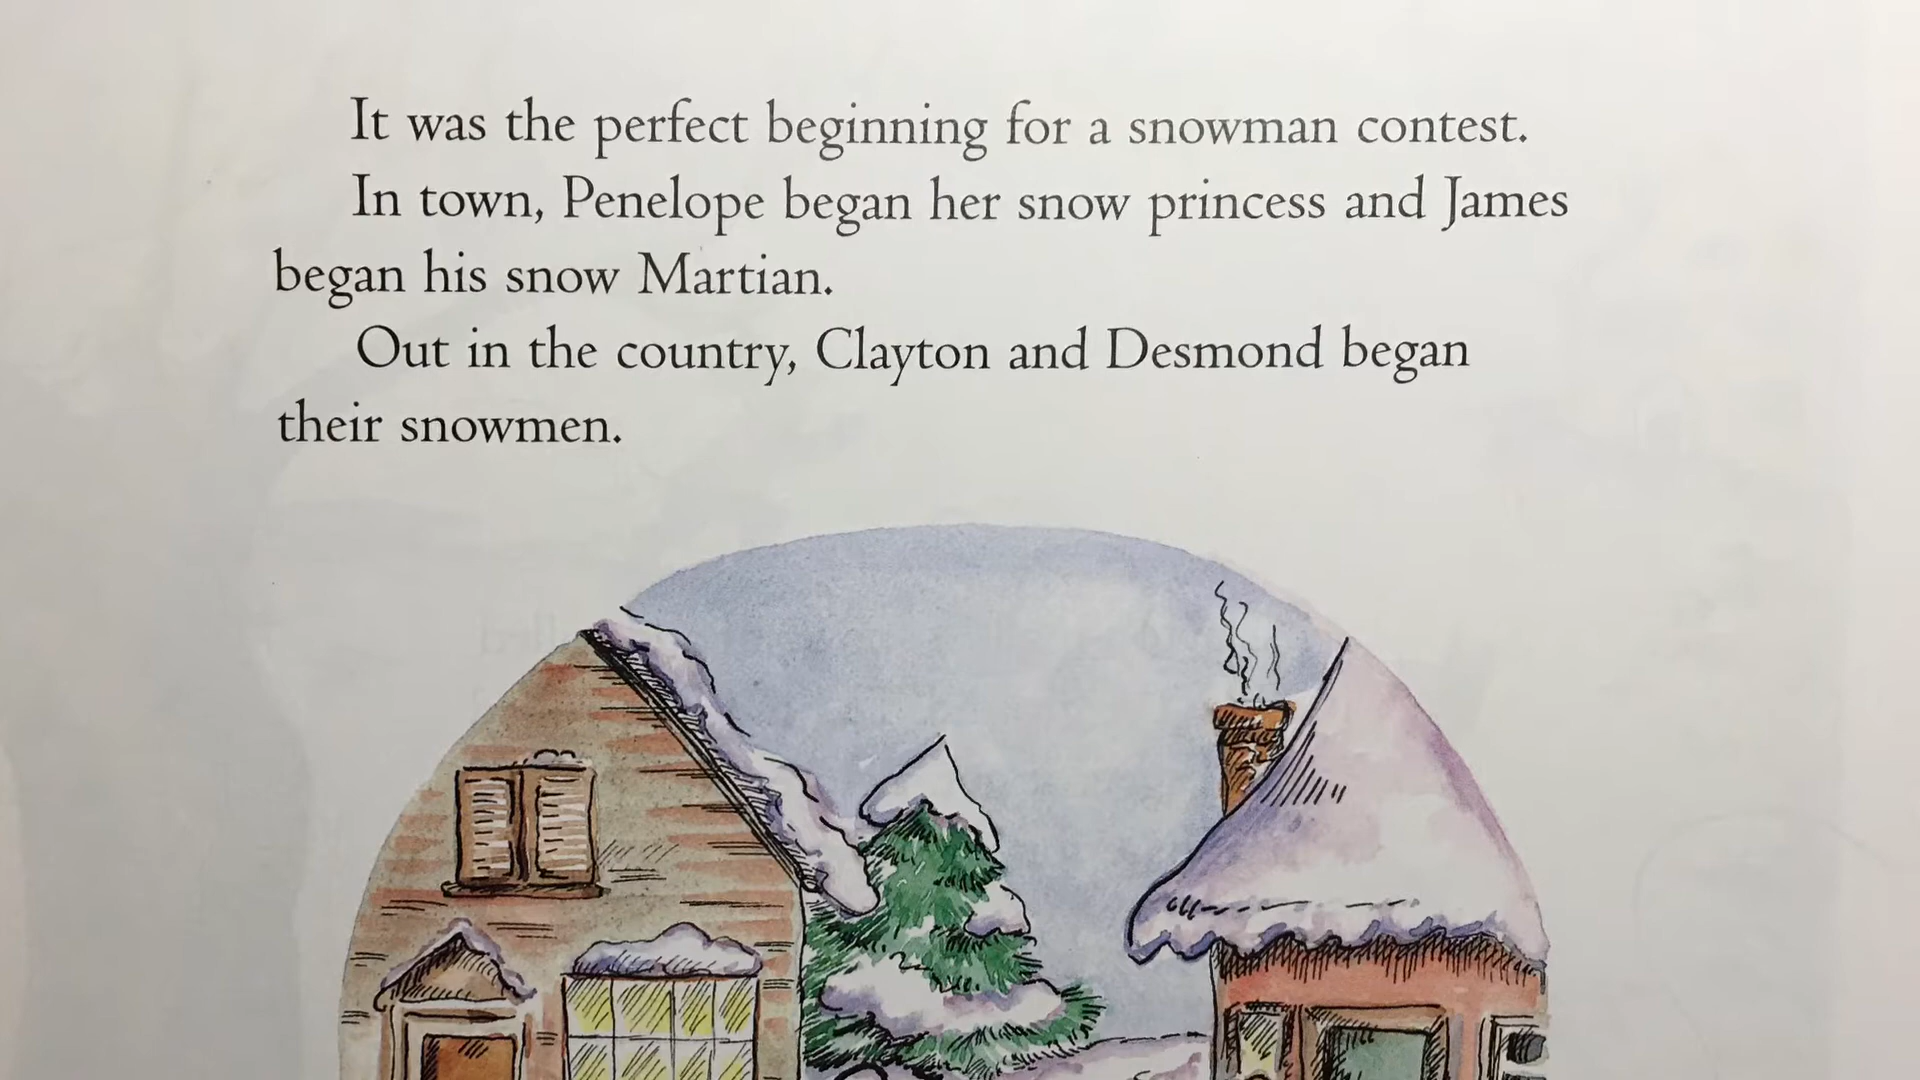 It was the perfect beginning for a snowman contest.
In town, Penelope began her snow princess and James
began his snow Martian.
Out in the country, Clayton and Desmond began
their snowmen.